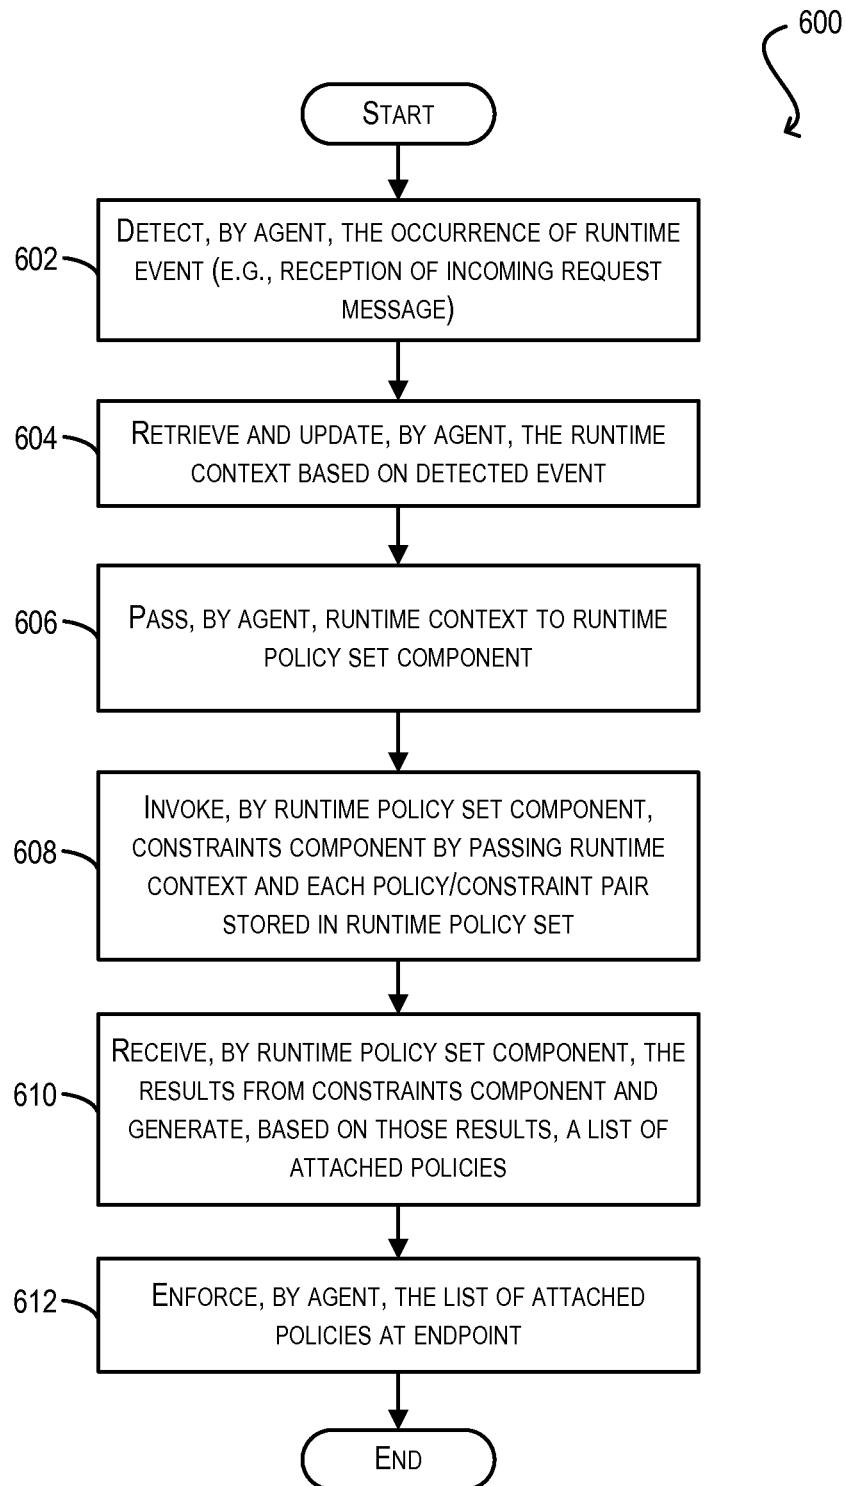 600
START
602
DETECT, BY AGENT, THE OCCURRENCE OF RUNTIME
EVENT (E.G., RECEPTION OF INCOMING REQUEST
MESSAGE)
604
RETRIEVE AND UPDATE, BY AGENT, THE RUNTIME
CONTEXT BASED ON DETECTED EVENT
606
PASS, BY AGENT, RUNTIME CONTEXT TO RUNTIME
POLICY SET COMPONENT
608
INVOKE, BY RUNTIME POLICY SET COMPONENT,
CONSTRAINTS COMPONENT BY PASSING RUNTIME
CONTEXT AND EACH POLICY/CONSTRAINT PAIR
STORED IN RUNTIME POLICY SET
610
RECEIVE, BY RUNTIME POLICY SET COMPONENT, THE
RESULTS FROM CONSTRAINTS COMPONENT AND
GENERATE, BASED ON THOSE RESULTS, A LIST OF
ATTACHED POLICIES
612
ENFORCE, BY AGENT, THE LIST OF ATTACHED
POLICIES AT ENDPOINT
END